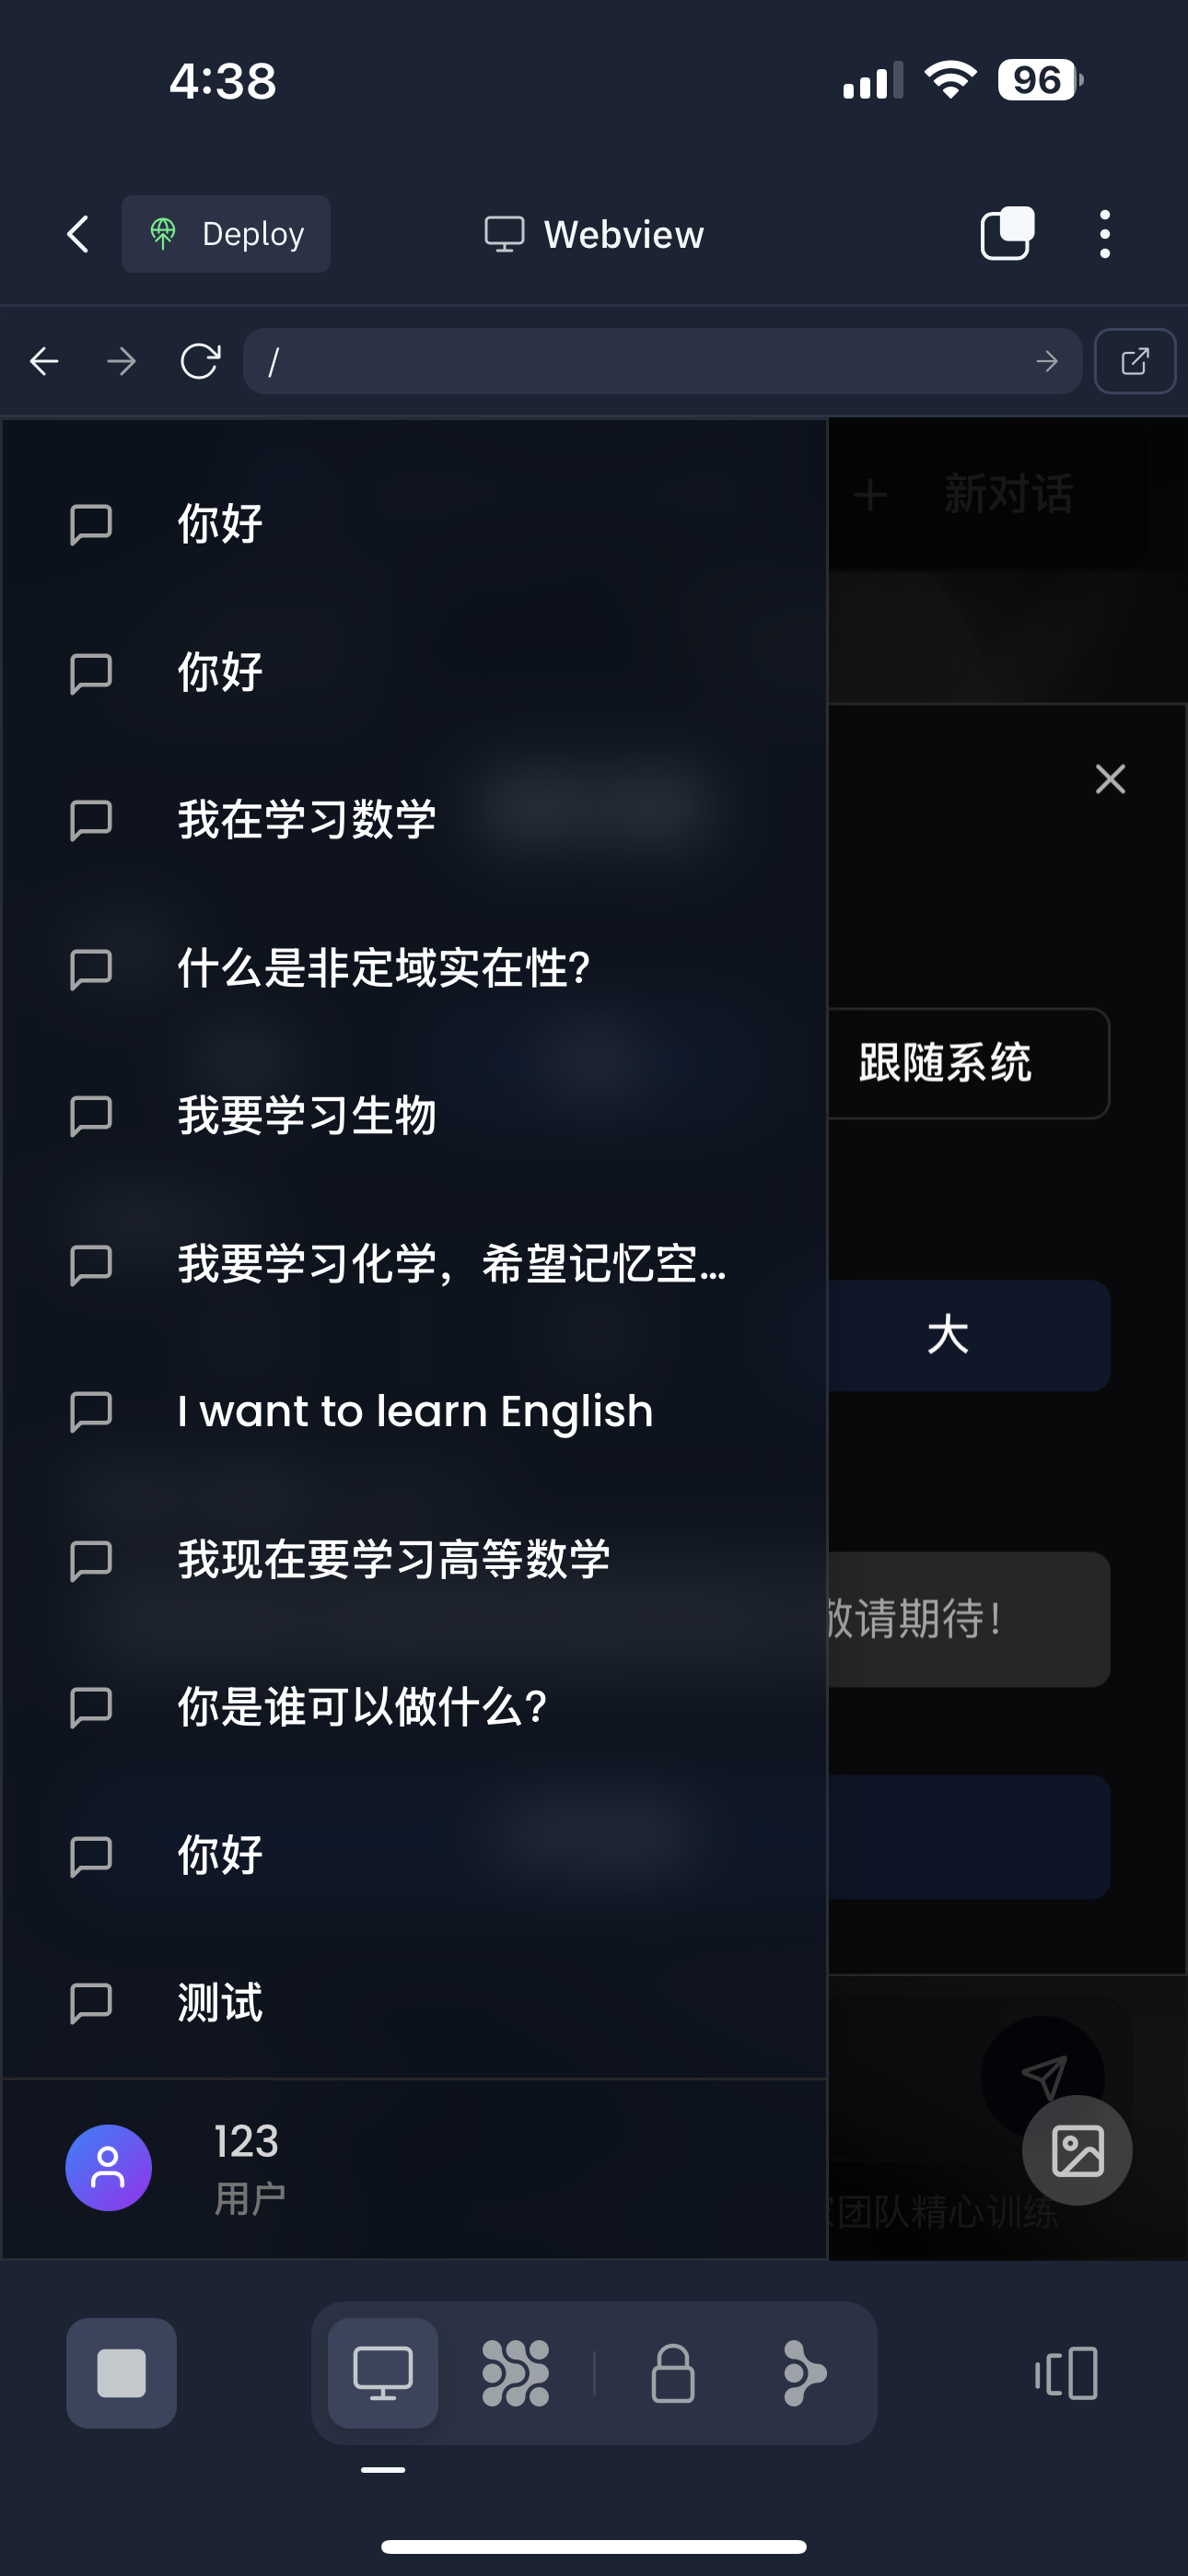 4:38
96
Deploy
Webview
/
新对话
你好
你好
我在学习数学
什么是非定域实在性?
跟随系统
我要学习生物
我要学习化学，希望记忆空...
大
I want to learn English
我现在要学习高等数学
敬请期待！
你是谁可以做什么?
你好
测试
123
用户
团队精心训练